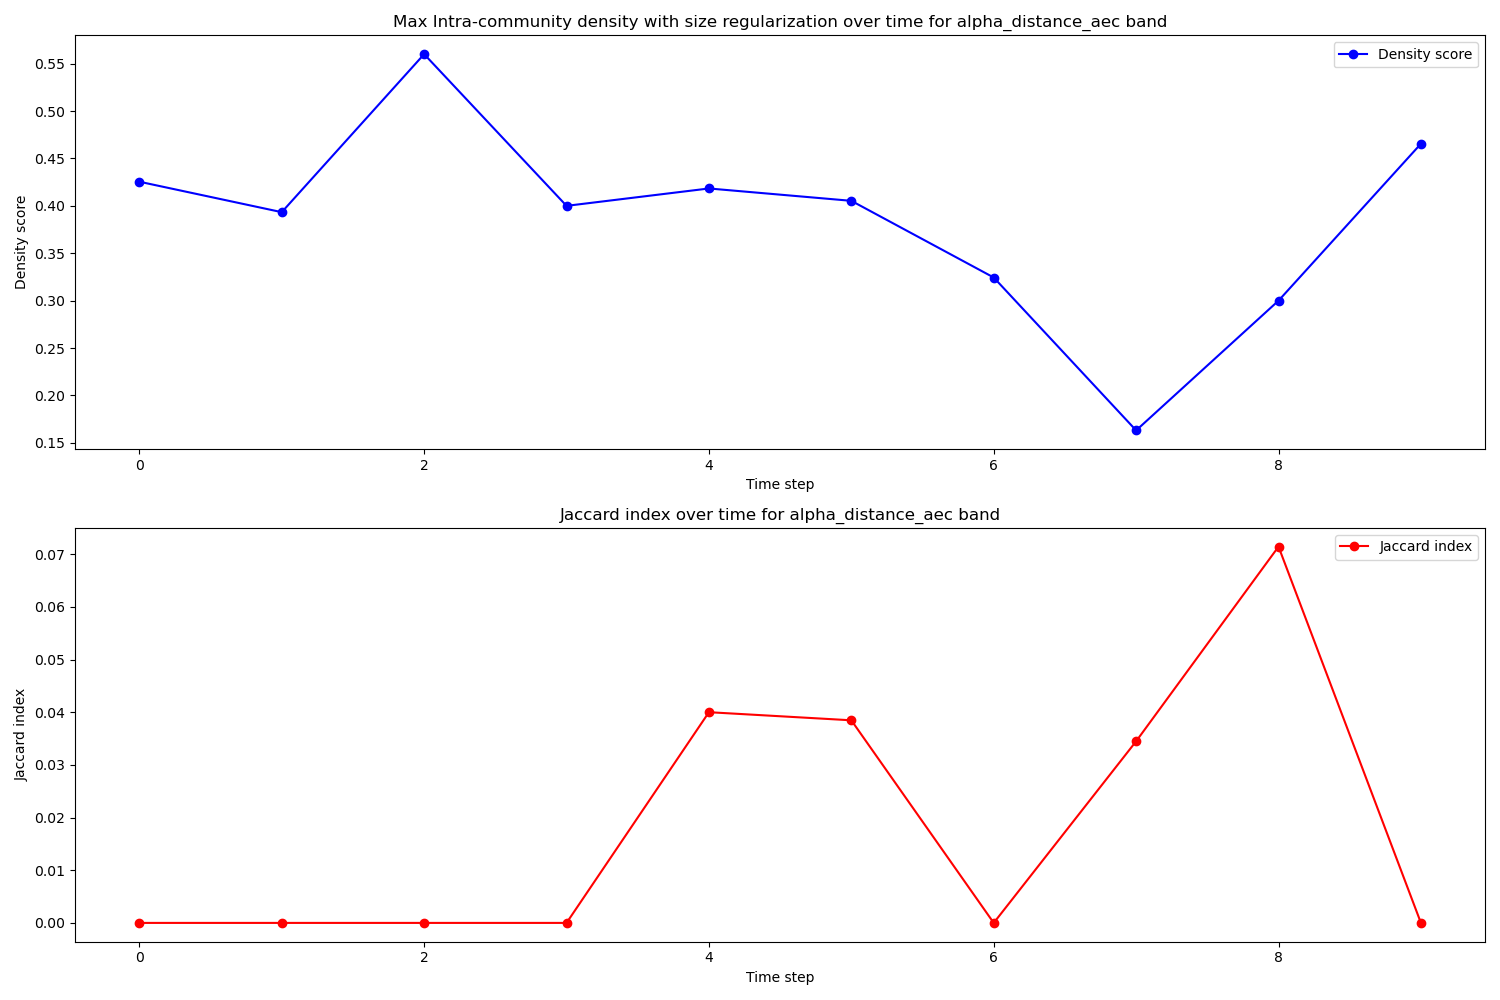 Max Intra-community density with size regularization over time for alpha_distance_aec band
Density score
0.55
0.50
0.45
0.40
0.35
0.30
0.25
0.20
0.15
Density score
0 2 4 6 8
Time step
Jaccard index over time for alpha_distance_aec band
Jaccard index
0.07
0.06
0.05
0.04
0.03
0.02
0.01
0.00
Jaccard index
0 2 4 6 8
Time step